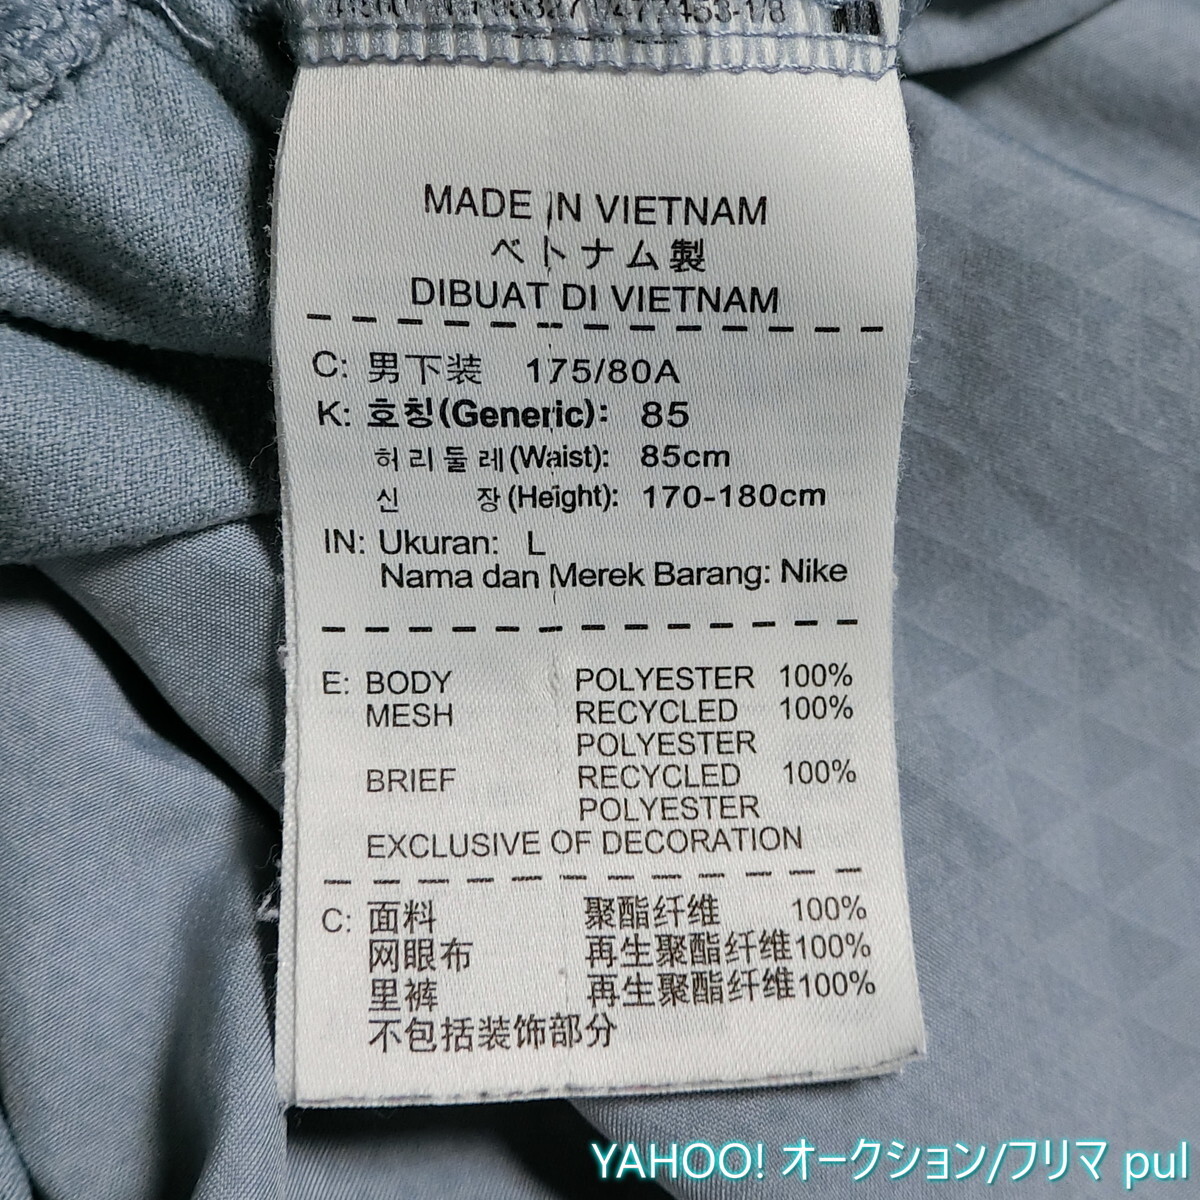 MADE IN VIETNAM
ベトナム製
DIBUAT DI VIETNAM
C: 男下装 175/80A
K: 호칭(Generic): 85
허리둘레(Waist): 85cm
신 장(Height): 170-180cm
IN: Ukuran: L
Nama dan Merek Barang: Nike
E: BODY POLYESTER 100%
MESH RECYCLED 100%
POLYESTER
BRIEF RECYCLED 100%
POLYESTER
EXCLUSIVE OF DECORATION
C: 面料 聚酯纤维 100%
网眼布 再生聚酯纤维100%
里裤 再生聚酯纤维100%
不包括装饰部分
YAHOO! オークション/フリマ pul